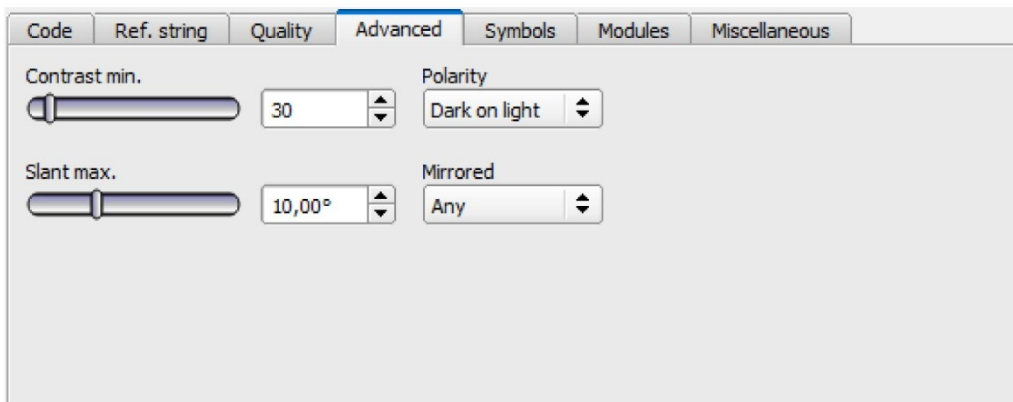 Code Ref. string Quality Advanced Symbols Modules Miscellaneous
Contrast min. Polarity
30 Dark on light
Slant max. Mirrored
10,00° Any